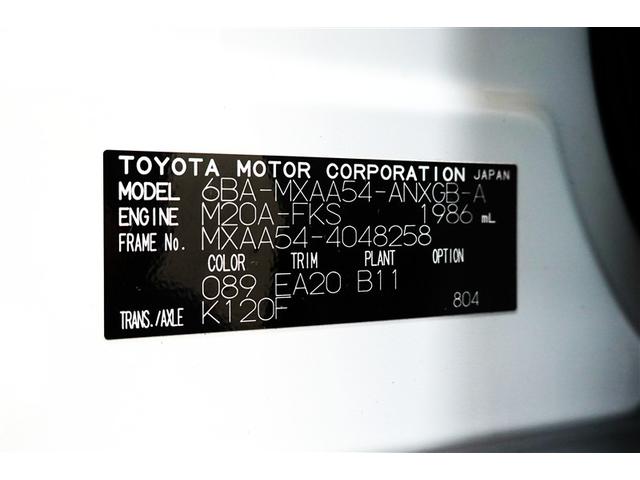 TOYOTA MOTOR CORPORATION JAPAN
MODEL 6BA-MXAA54-ANXGB-A
ENGINE M20A-FKS 1986 mL
FRAME No. MXAA54-4048258
COLOR TRIM PLANT OPTION
089 EA20 B11
TRANS./AXLE K120F 804